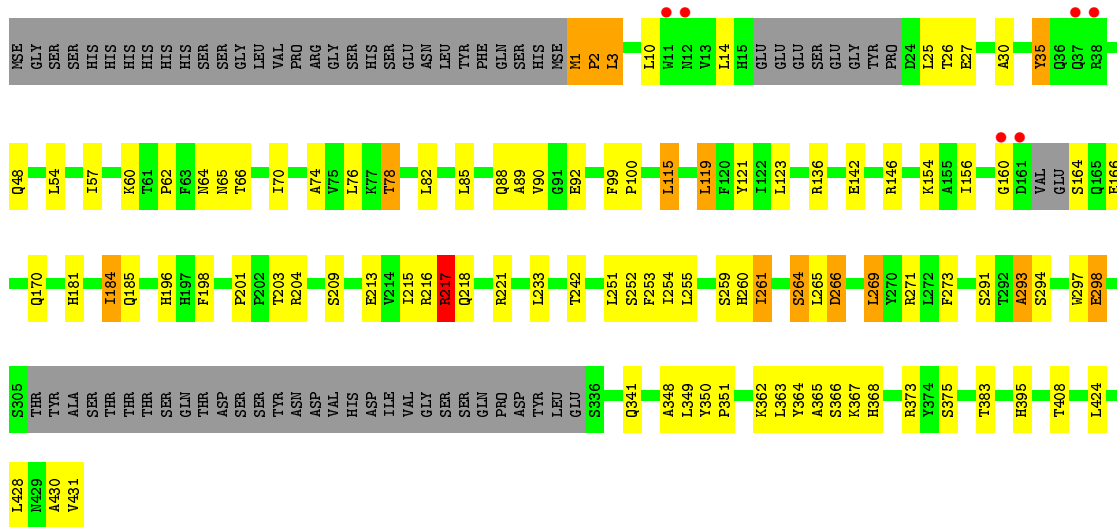 MSE GLY SER SER HIS HIS HIS HIS HIS HIS SER SER GLY LEU VAL PRO ARG GLY SER HIS SER GLU ASN LEU TYR PHE GLN SER HIS MSE M1 P2 L3 L10 W11 N12 V13 L14 H15 GLU GLU GLU SER GLU GLY TYR PRO D24 L25 T26 E27 A30 Y35 Q36 Q37 R38
Q48 L54 I57 K60 T61 P62 F63 N64 N65 T66 I70 A74 V75 L76 K77 T78 L82 L85 Q88 A89 V90 G91 E92 F99 P100 L115 L119 F120 Y121 I122 L123 R136 E142 R146 K154 A155 I156 G160 D161 VAL GLU S164 Q165 E166
Q170 H181 I184 Q185 H196 H197 F198 P201 P202 T203 R204 S209 E213 V214 L215 R216 R217 Q218 R221 L233 T242 L251 S252 F253 I254 L255 S259 H260 I261 S264 L265 D266 L269 Y270 R271 L272 F273 S291 T292 A293 S294 W297 E298
S305 THR TYR ALA SER THR THR THR SER GLN THR ASP SER SER TYR ASN ASP VAL HIS ASP ILE VAL GLY SER SER GLN PRO ASP TYR LEU GLU S336 Q341 A348 L349 Y350 P351 K362 L363 Y364 A365 S366 K367 H368 R373 Y374 S375 T383 H395 T408 L424
L428 N429 A430 V431